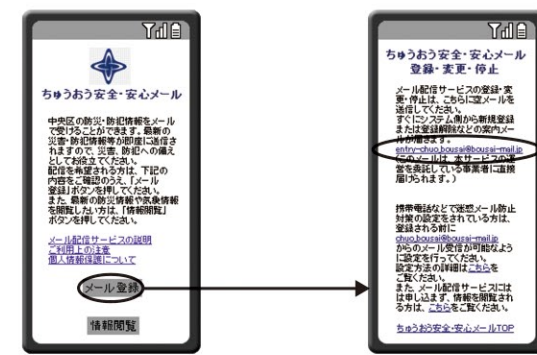 ちゅうおう安全・安心メール
中央区の防災・防犯情報をメール
で受けることができます。最新の
災害・防犯情報等が即座に送信さ
れますので、災害、防犯への備え
としてお役立てください。
配信を希望される方は、下記の
内容をご確認のうえ、「メール
登録」ボタンを押してください。
また、最新の防災情報や気象情報
を閲覧したい方は、「情報閲覧」
ボタンを押してください。
メール配信サービスの説明
ご利用上の注意
個人情報保護について
メール登録
情報閲覧
ちゅうおう安全・安心メール
登録・変更・停止
メール配信サービスの登録・変
更・停止は、こちらに空メールを
送信してください。
すぐにシステム側から新規登録
または登録解除などの案内メー
ルが届きます。
entry-chuo.bousai@bousai-mail.jp
(このメールは、本サービスの運
営を委託している事業者に直接
届けられます。)
携帯電話などで迷惑メール防止
対策の設定をされている方は、
登録される前に
chuo.bousai@bousai-mail.jp
からのメール受信が可能なよう
に設定を行ってください。
設定方法の詳細はこちらを
ご覧ください。
また、メール配信サービスには
は申し込まず、情報を閲覧され
る方は、こちらをご覧ください。
ちゅうおう安全・安心メールTOP